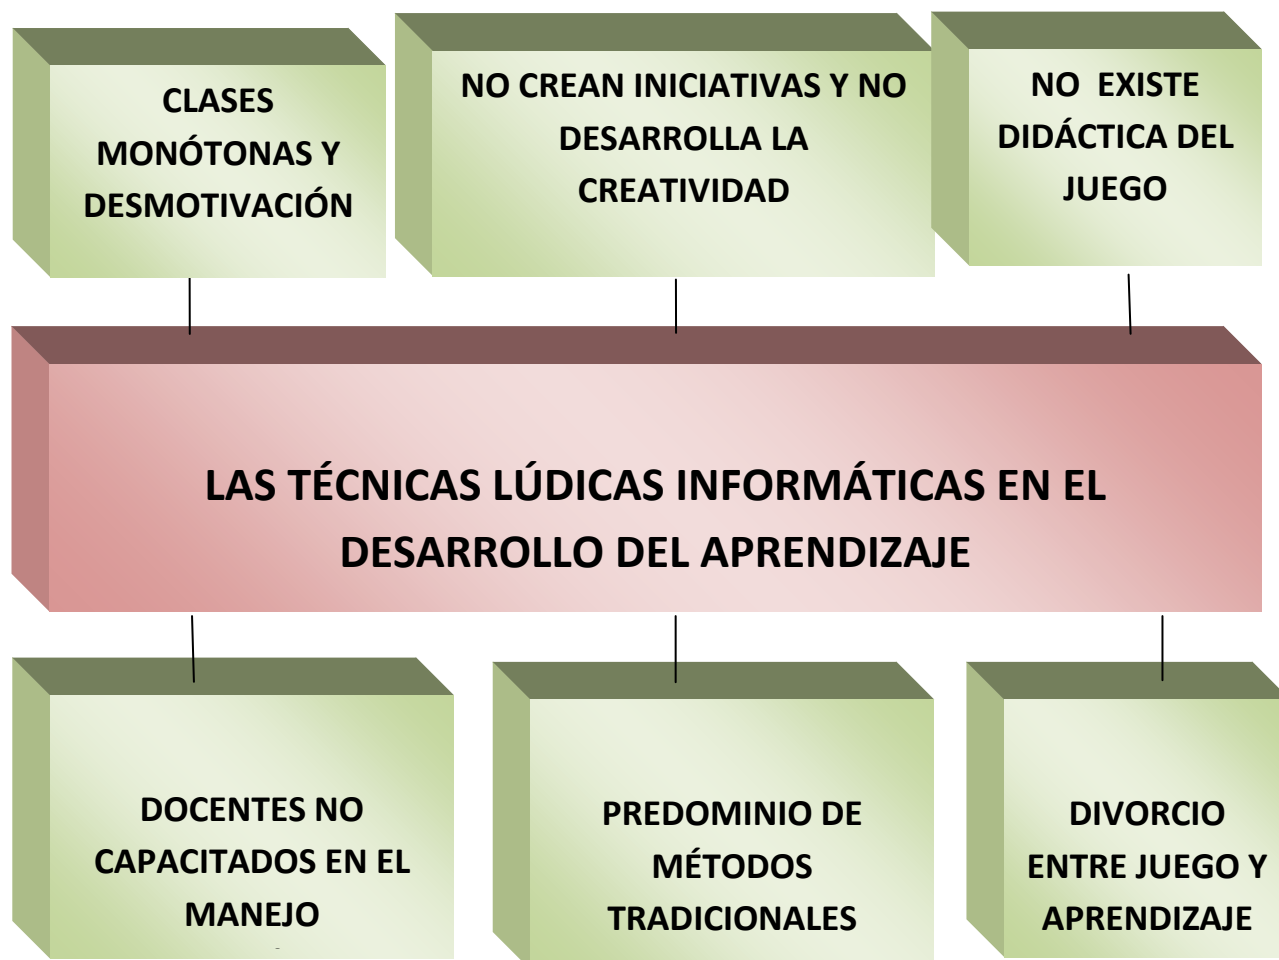 CLASES
MONÓTONAS Y
DESMOTIVACIÓN
NO CREAN INICIATIVAS Y NO
DESARROLLA LA
CREATIVIDAD
NO EXISTE
DIDÁCTICA DEL
JUEGO
LAS TÉCNICAS LÚDICAS INFORMÁTICAS EN EL
DESARROLLO DEL APRENDIZAJE
DOCENTES NO
CAPACITADOS EN EL
MANEJO
PREDOMINIO DE
MÉTODOS
TRADICIONALES
DIVORCIO
ENTRE JUEGO Y
APRENDIZAJE